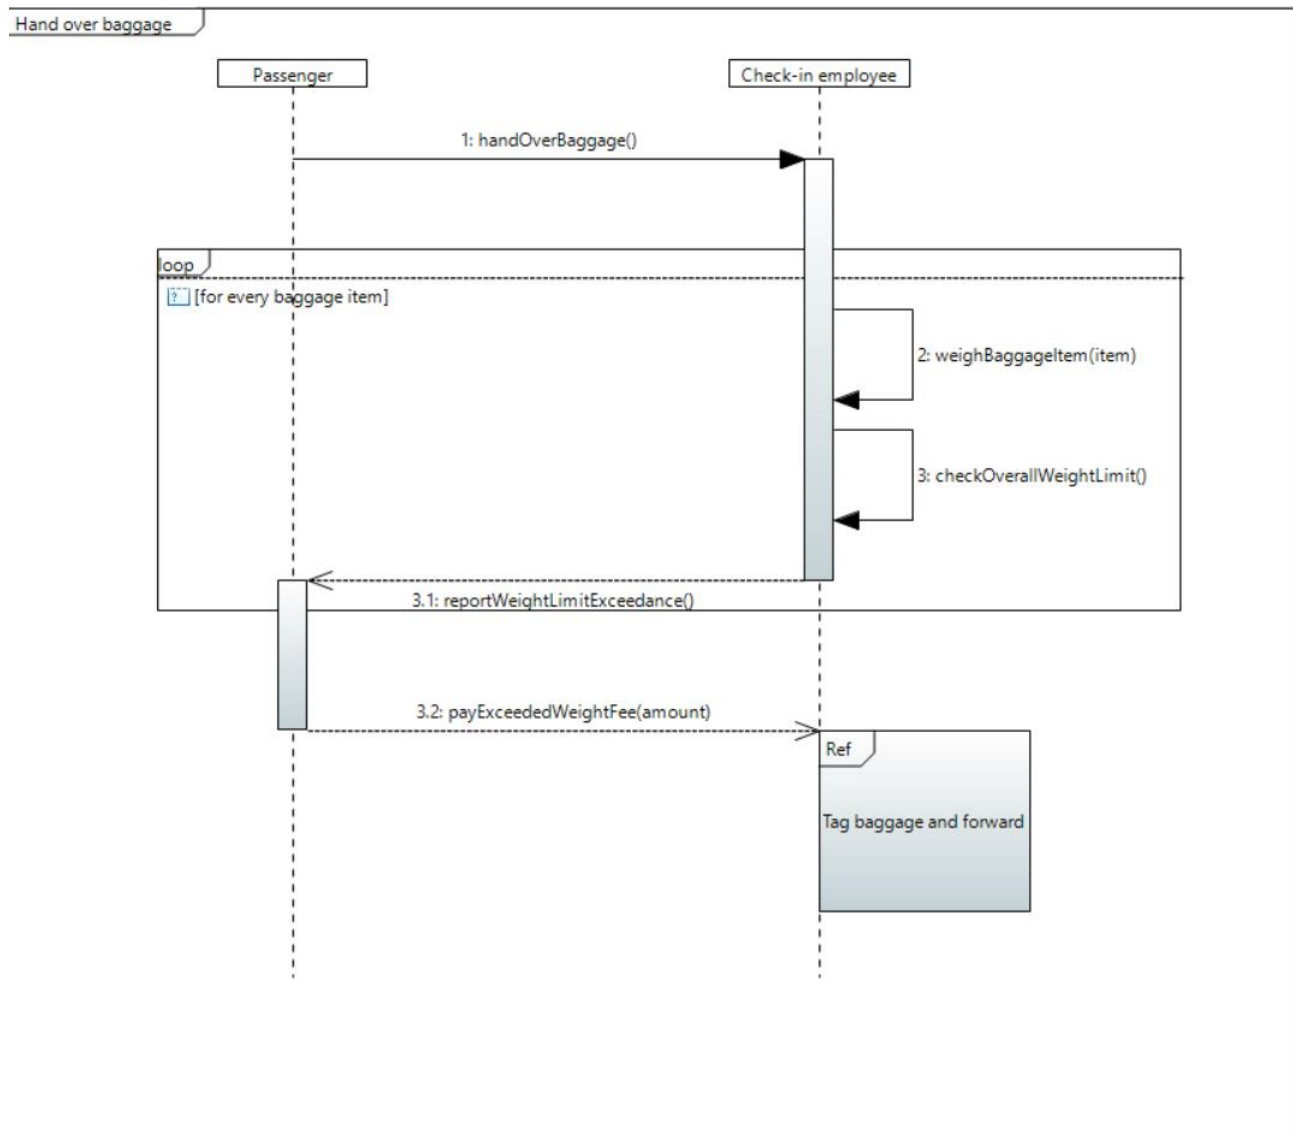 Hand over baggage
Passenger
Check-in employee
1: handOverBaggage()
loop
? [for every baggage item]
2: weighBaggageItem(item)
3: checkOverallWeightLimit()
3.1: reportWeightLimitExceedance()
3.2: payExceededWeightFee(amount)
Ref
Tag baggage and forward